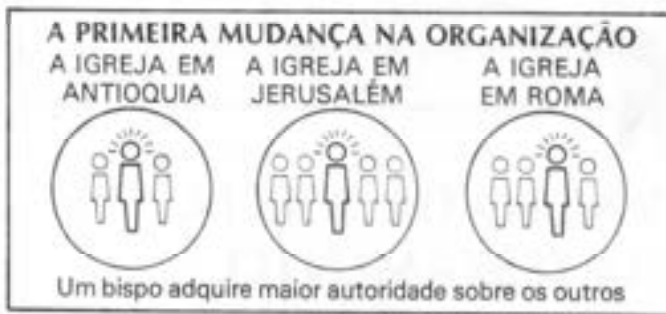 A PRIMEIRA MUDANÇA NA ORGANIZAÇÃO
A IGREJA EM ANTIOQUIA
A IGREJA EM JERUSALÉM
A IGREJA EM ROMA
Um bispo adquire maior autoridade sobre os outros